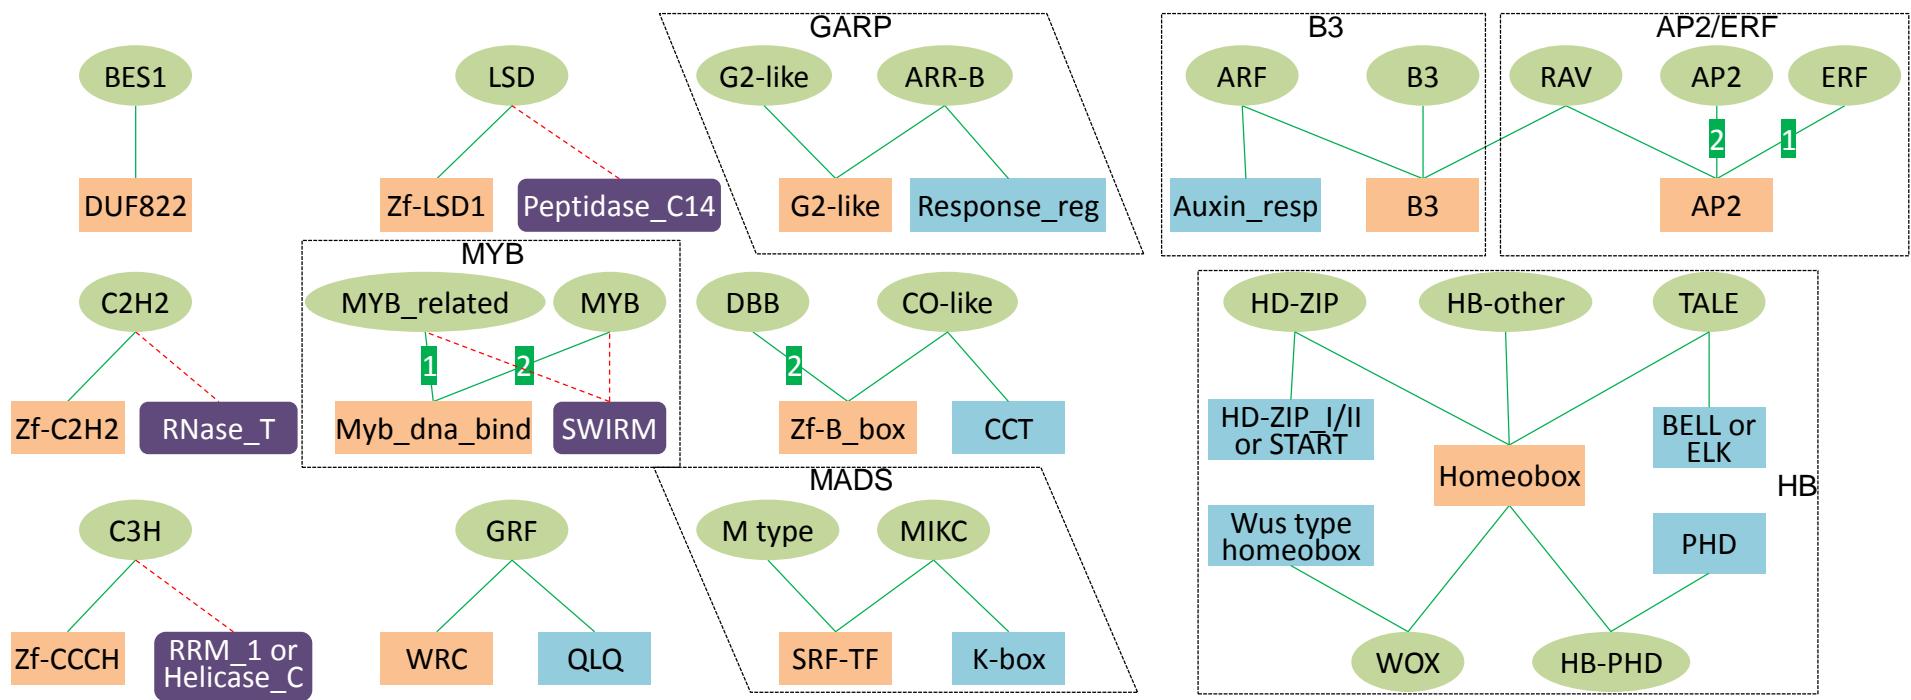 GARP
B3
AP2/ERF
BES1
LSD
G2-like
ARR-B
ARF
B3
RAV
AP2
ERF
2
1
DUF822
Zf-LSD1
Peptidase_C14
G2-like
Response_reg
Auxin_resp
B3
AP2
MYB
C2H2
MYB_related
MYB
DBB
CO-like
HD-ZIP
HB-other
TALE
1
2
2
Zf-C2H2
RNase_T
Myb_dna_bind
SWIRM
Zf-B_box
CCT
HD-ZIP_I/II
or START
BELL or
ELK
Homeobox
HB
MADS
C3H
GRF
M type
MIKC
Wus type
homeobox
PHD
Zf-CCCH
RRM_1 or
Helicase_C
WRC
QLQ
SRF-TF
K-box
WOX
HB-PHD